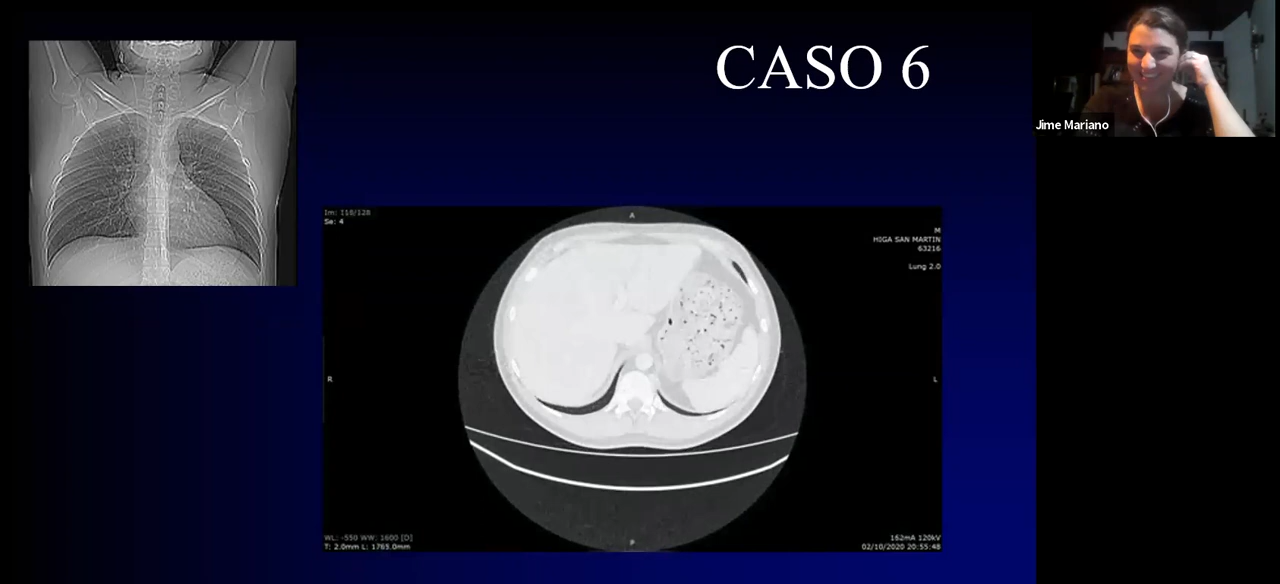 CASO 6
Jime Mariano
Im: 118/128
Se: 4
A
M
HIGA SAN MARTIN
63216
Lung 2.0
R
L
WL: -550 WW: 1600 [D]
T: 2.0mm L: 1765.0mm
P
162mA 120kV
02/10/2020 20:55:48